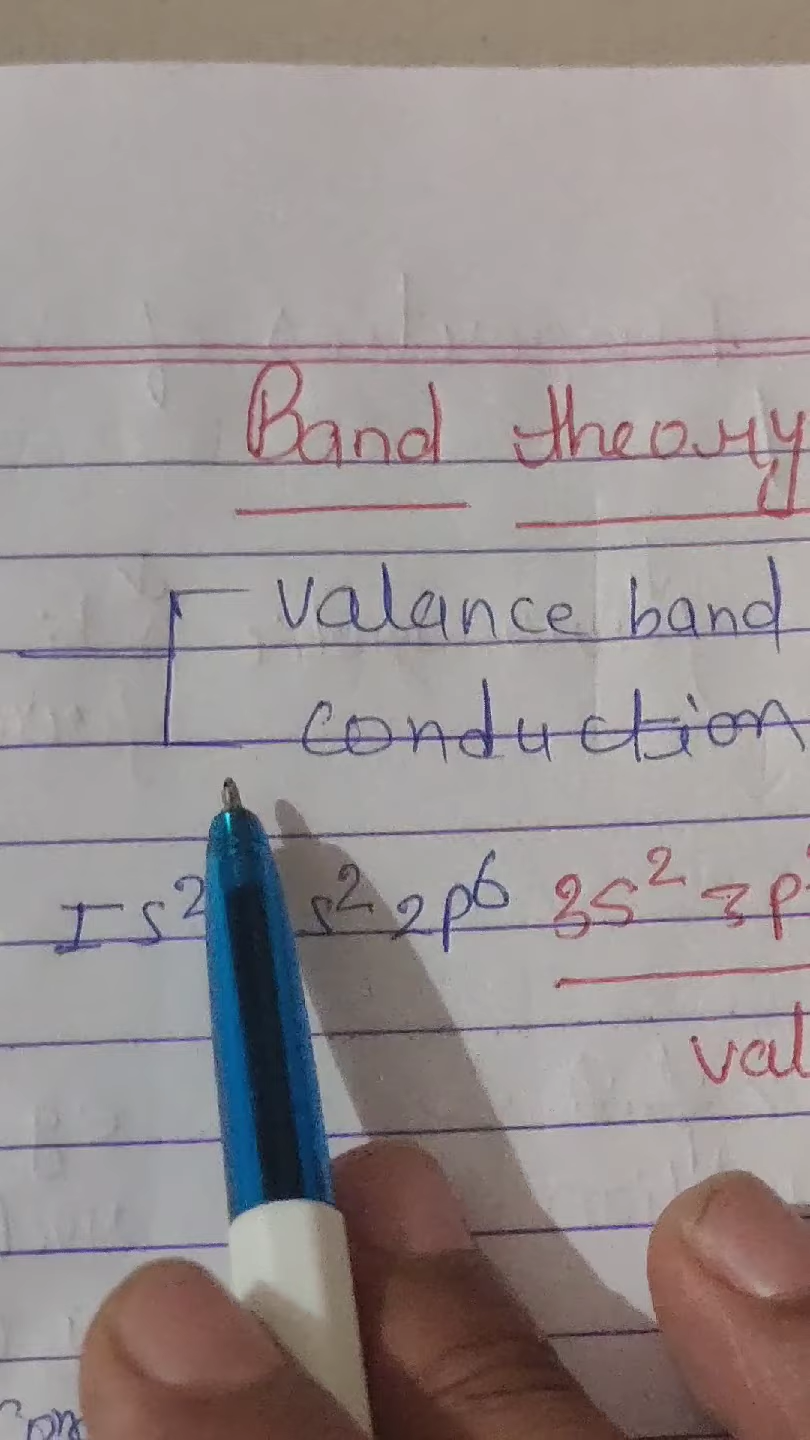 Band theory
Valance band
conduction
1s² s² 2p⁶ 3s² 3p
val